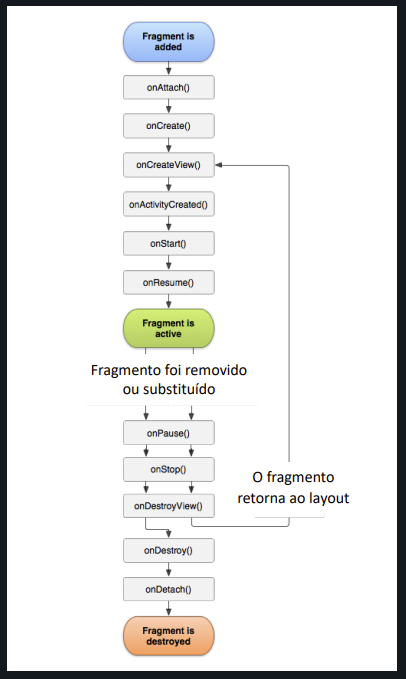 Fragment is
added
onAttach()
onCreate()
onCreateView()
onActivityCreated()
onStart()
onResume()
Fragment is
active
Fragmento foi removido
ou substituído
onPause()
onStop()
O fragmento
retorna ao layout
onDestroyView()
onDestroy()
onDetach()
Fragment is
destroyed